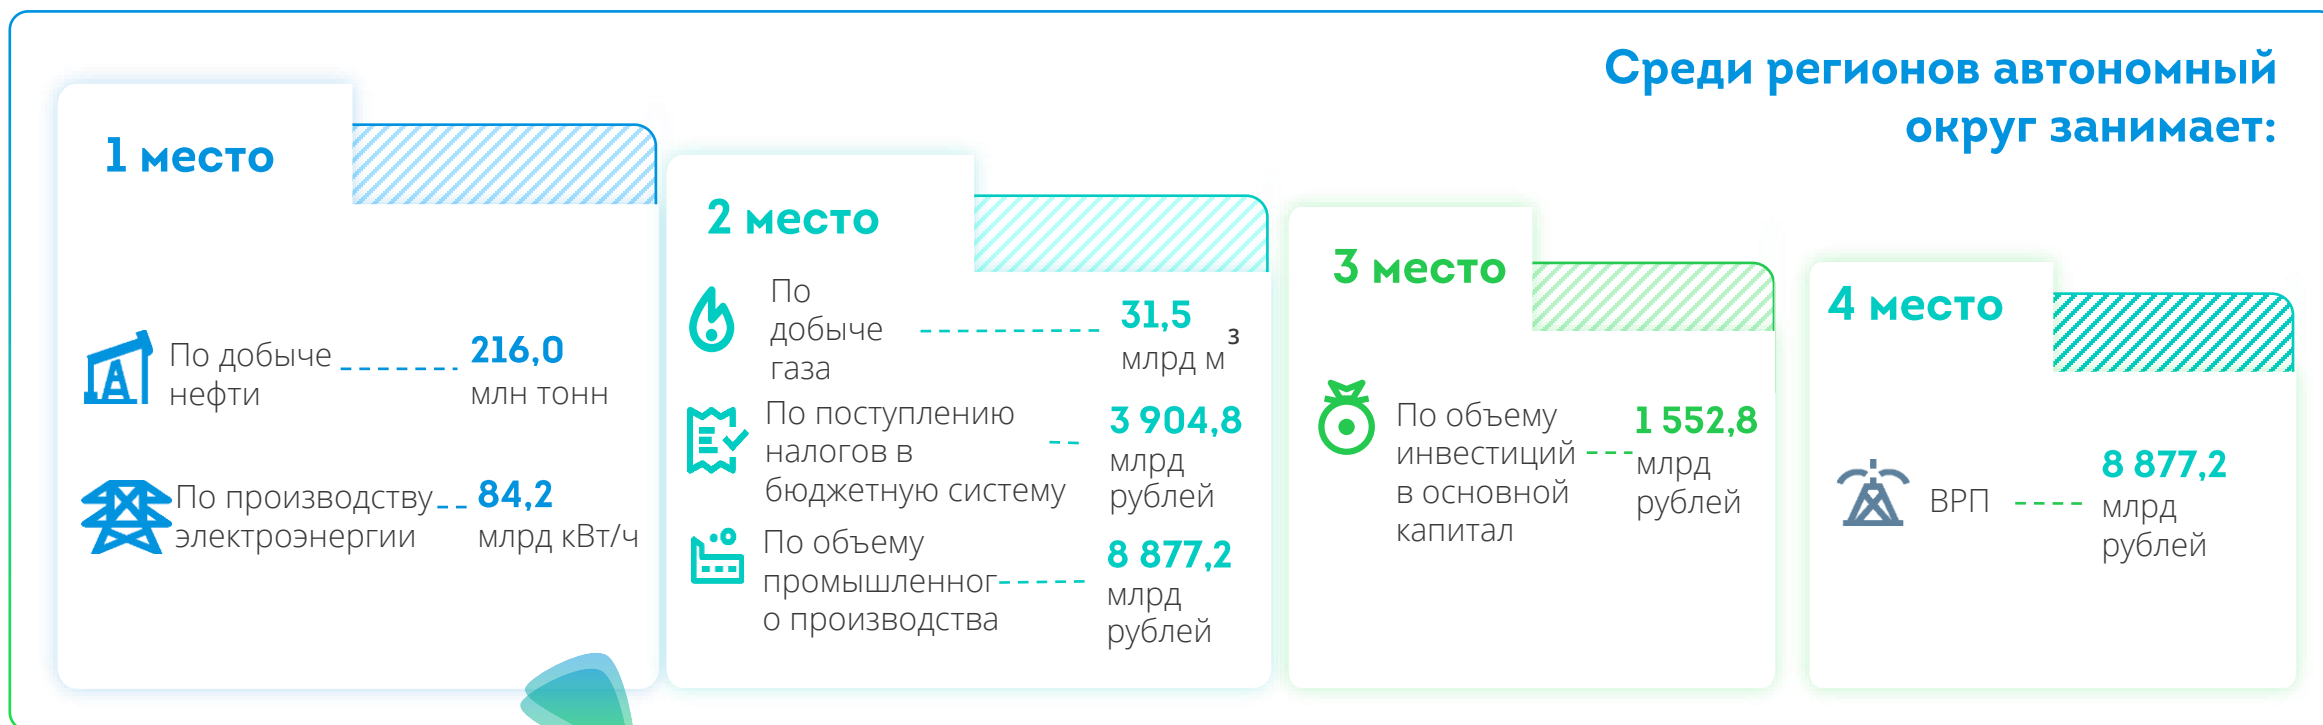 Среди регионов автономный
округ занимает:
1 место
По добыче
нефти
216,0
млн тонн
По производству
электроэнергии
84,2
млрд кВт/ч
2 место
По
добыче
газа
31,5
млрд м³
По поступлению
налогов в
бюджетную систему
3 904,8
млрд
рублей
По объему
промышленног
о производства
8 877,2
млрд
рублей
3 место
По объему
инвестиций
в основной
капитал
1 552,8
млрд
рублей
4 место
ВРП
8 877,2
млрд
рублей